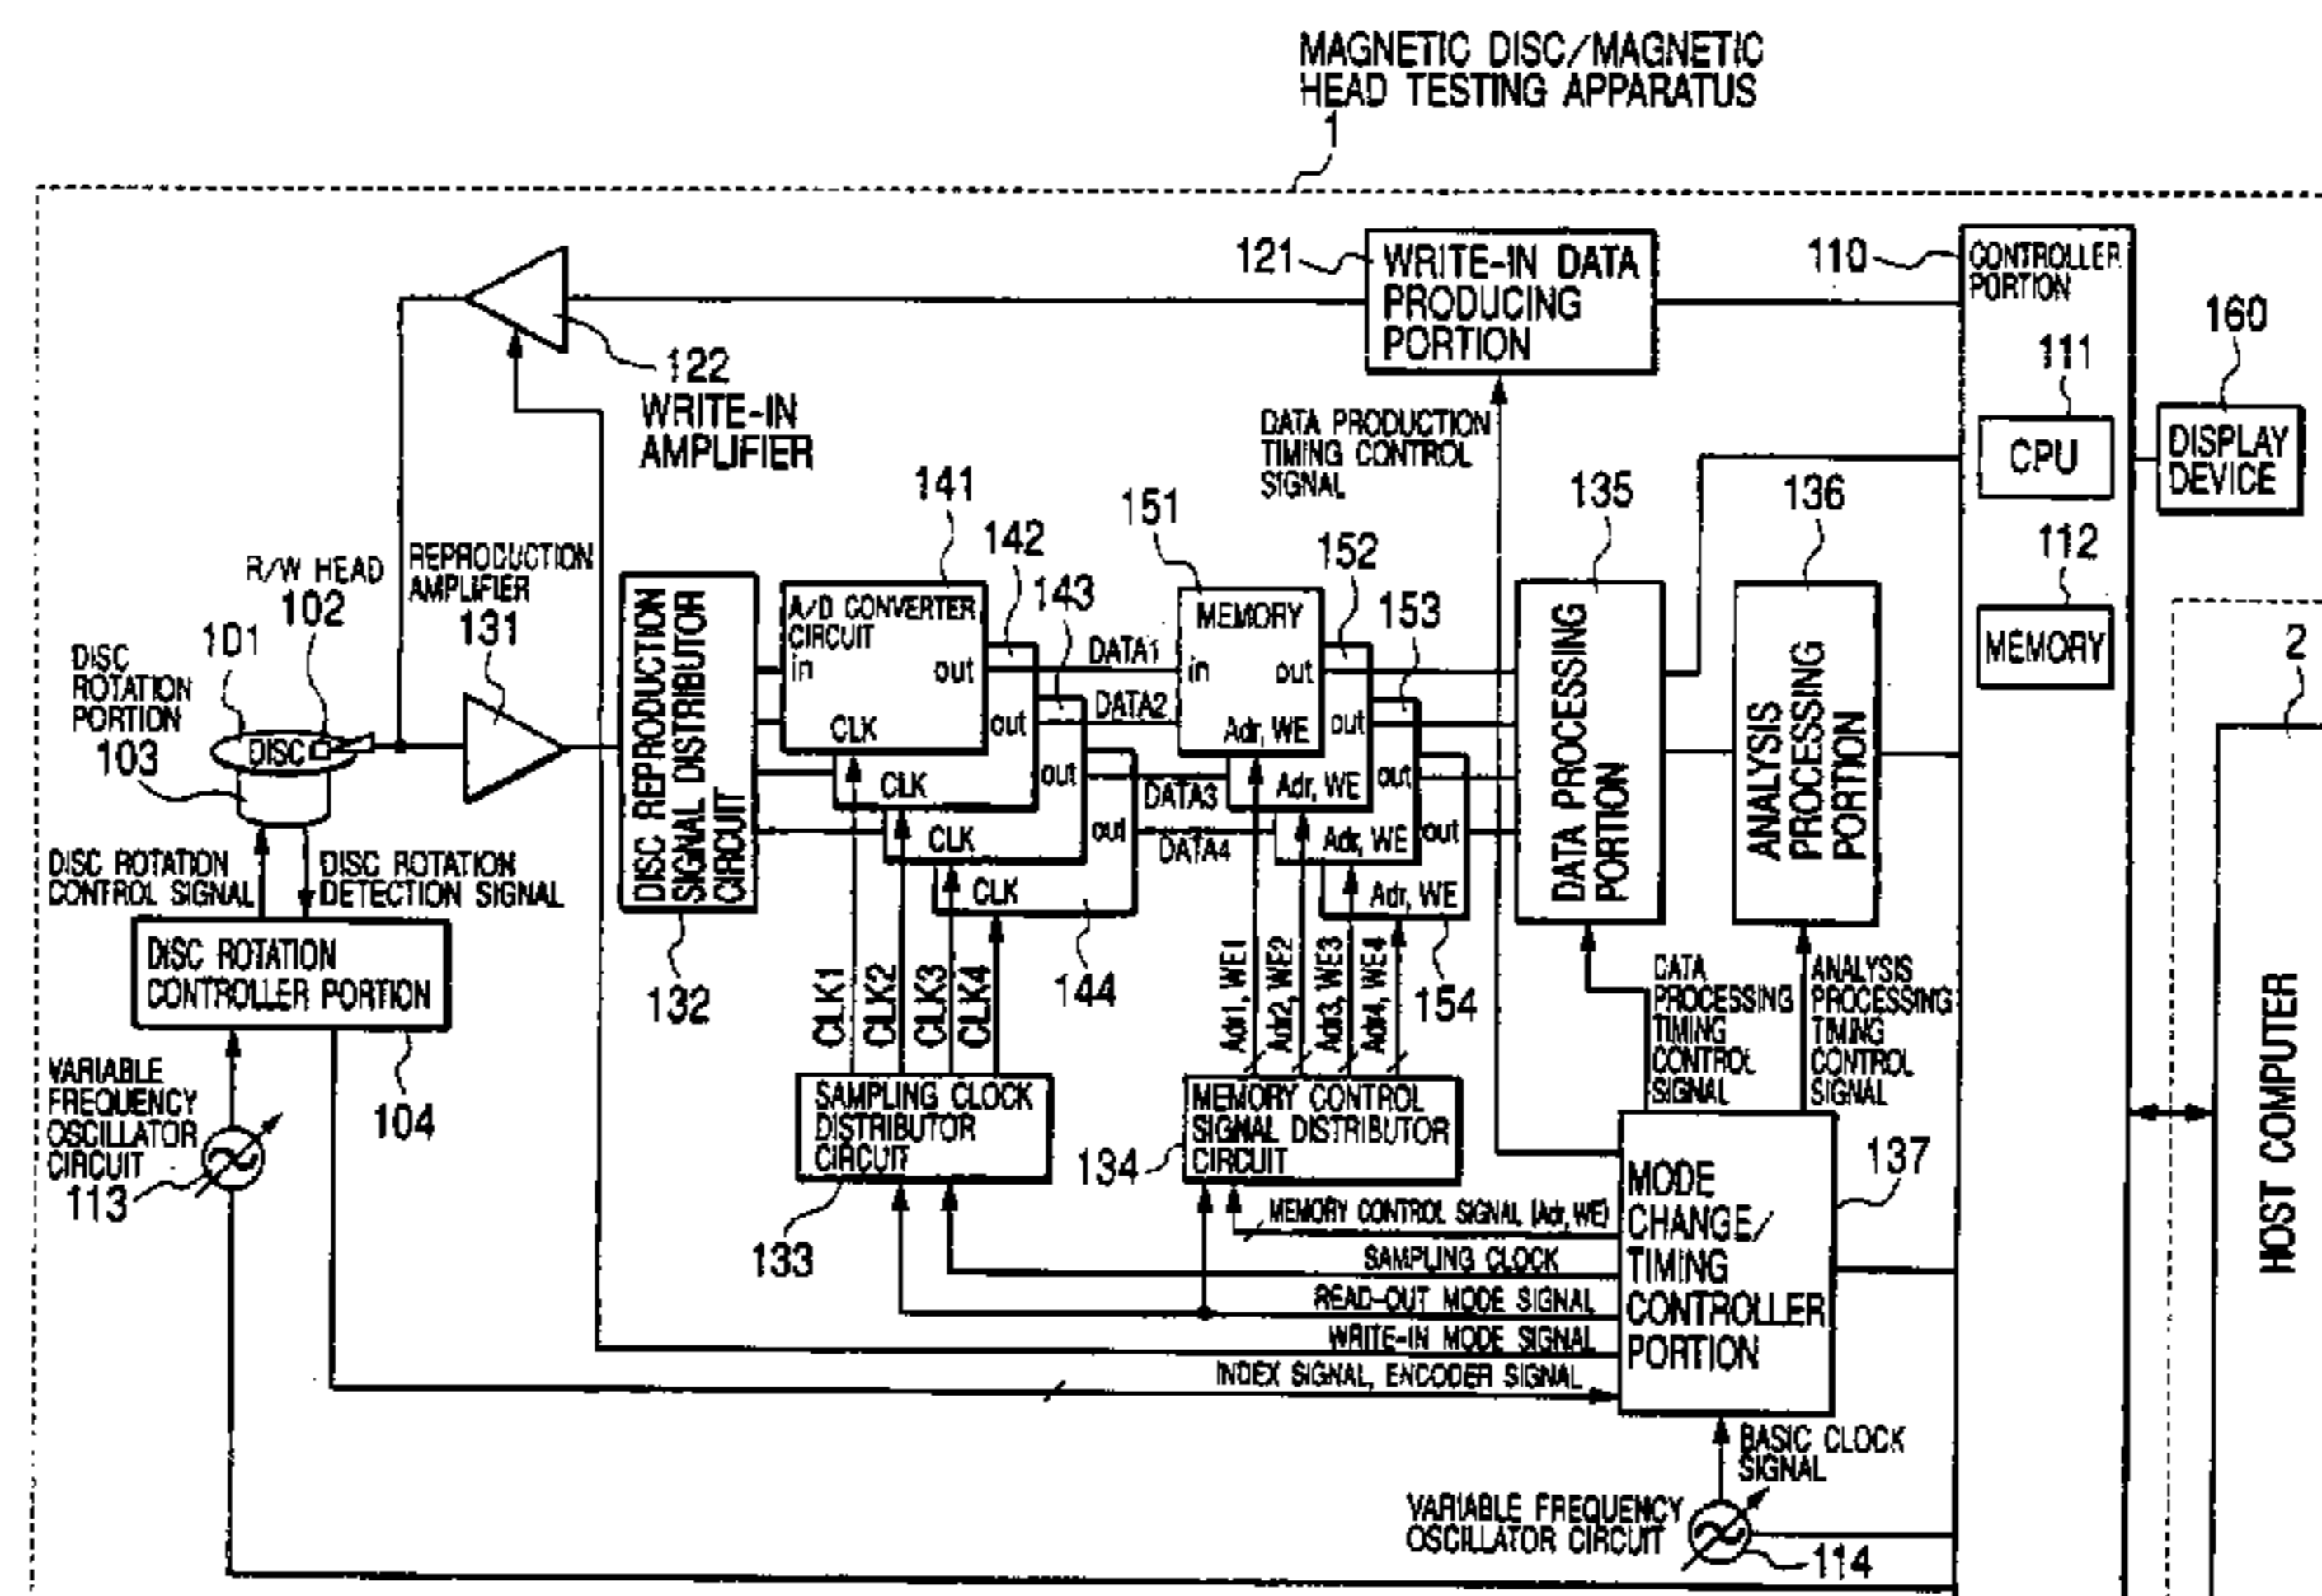 MAGNETIC DISC/MAGNETIC
HEAD TESTING APPARATUS
1
121
WRITE-IN DATA
PRODUCING
PORTION
110
CONTROLLER
PORTION
160
111
CPU
DISPLAY
DEVICE
112
MEMORY
122
WRITE-IN
AMPLIFIER
DATA PRODUCTION
TIMING CONTROL
SIGNAL
141
142
143
151
152
153
135
136
2
R/W HEAD
102
REPRODUCTION
AMPLIFIER
131
101
DISC
ROTATION
PORTION
103
DISC
DISC REPRODUCTION
SIGNAL DISTRIBUTOR
CIRCUIT
132
A/D CONVERTER
CIRCUIT
in
out
CLK
out
CLK
out
CLK
out
CLK
144
DATA1
DATA2
DATA3
DATA4
MEMORY
in
out
Adr, WE
out
Adr, WE
out
Adr, WE
out
Adr, WE
154
DATA PROCESSING
PORTION
ANALYSIS
PROCESSING
PORTION
HOST COMPUTER
DISC ROTATION
CONTROL SIGNAL
DISC ROTATION
DETECTION SIGNAL
DISC ROTATION
CONTROLLER PORTION
104
VARIABLE
FREQUENCY
OSCILLATOR
CIRCUIT
113
CLK1
CLK2
CLK3
CLK4
Adr1, WE1
Adr2, WE2
Adr3, WE3
Adr4, WE4
DATA
PROCESSING
TIMING
CONTROL
SIGNAL
ANALYSIS
PROCESSING
TIMING
CONTROL
SIGNAL
SAMPLING CLOCK
DISTRIBUTOR
CIRCUIT
133
MEMORY CONTROL
SIGNAL DISTRIBUTOR
CIRCUIT
134
137
MODE
CHANGE/
TIMING
CONTROLLER
PORTION
MEMORY CONTROL SIGNAL (Adr, WE)
SAMPLING CLOCK
READ-OUT MODE SIGNAL
WRITE-IN MODE SIGNAL
INDEX SIGNAL, ENCODER SIGNAL
BASIC CLOCK
SIGNAL
VARIABLE FREQUENCY
OSCILLATOR CIRCUIT
114